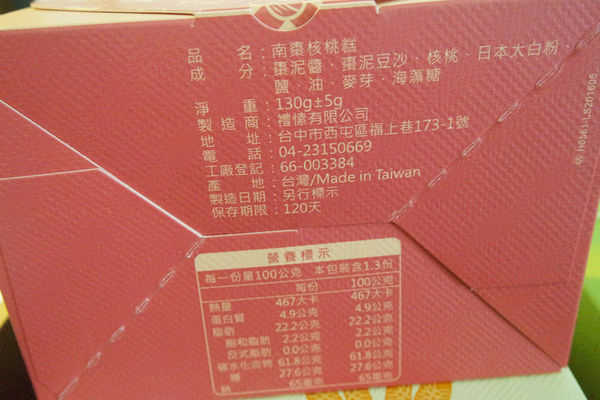 品 名：南棗核桃糕
成 分：棗泥醬、棗泥豆沙、核桃、日本太白粉、
鹽、油、麥芽、海藻糖
淨 重：130g±5g
製 造 商：禮愫有限公司
地 址：台中市西屯區福上巷173-1號
電 話：04-23150669
工廠登記：66-003384
產 地：台灣/Made in Taiwan
製造日期：另行標示
保存期限：120天
H0561-LS201605
營養標示
每一份量100公克 本包裝含1.3份
每份 100公克
熱量 467大卡 467大卡
蛋白質 4.9公克 4.9公克
脂肪 22.2公克 22.2公克
飽和脂肪 2.2公克 2.2公克
反式脂肪 0.0公克 0.0公克
碳水化合物 61.8公克 61.8公克
糖 27.6公克 27.6公克
鈉 65毫克 65毫克